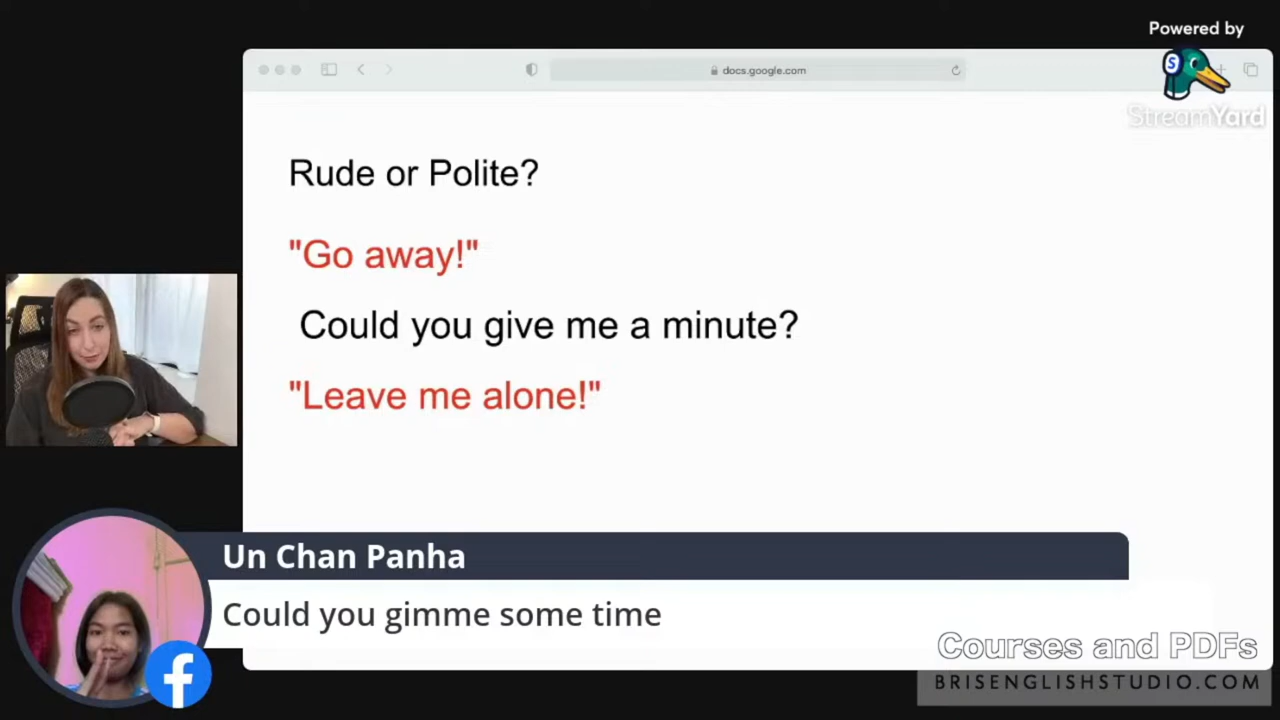 Powered by
S
docs.google.com
StreamYard
Rude or Polite?
"Go away!"
Could you give me a minute?
"Leave me alone!"
Un Chan Panha
Could you gimme some time
f
Courses and PDFs
BRISENGLISHSTUDIO.COM